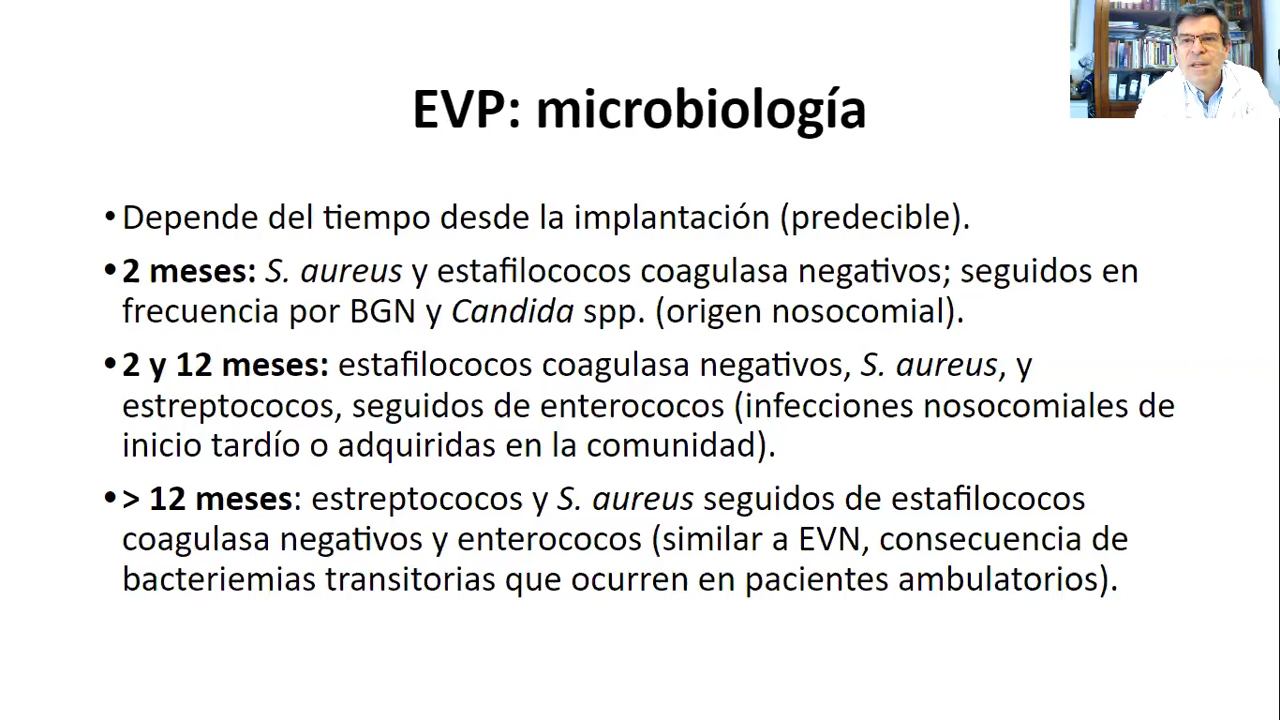 EVP: microbiología
• Depende del tiempo desde la implantación (predecible).
• 2 meses: S. aureus y estafilococos coagulasa negativos; seguidos en
frecuencia por BGN y Candida spp. (origen nosocomial).
• 2 y 12 meses: estafilococos coagulasa negativos, S. aureus, y
estreptococos, seguidos de enterococos (infecciones nosocomiales de
inicio tardío o adquiridas en la comunidad).
• > 12 meses: estreptococos y S. aureus seguidos de estafilococos
coagulasa negativos y enterococos (similar a EVN, consecuencia de
bacteriemias transitorias que ocurren en pacientes ambulatorios).